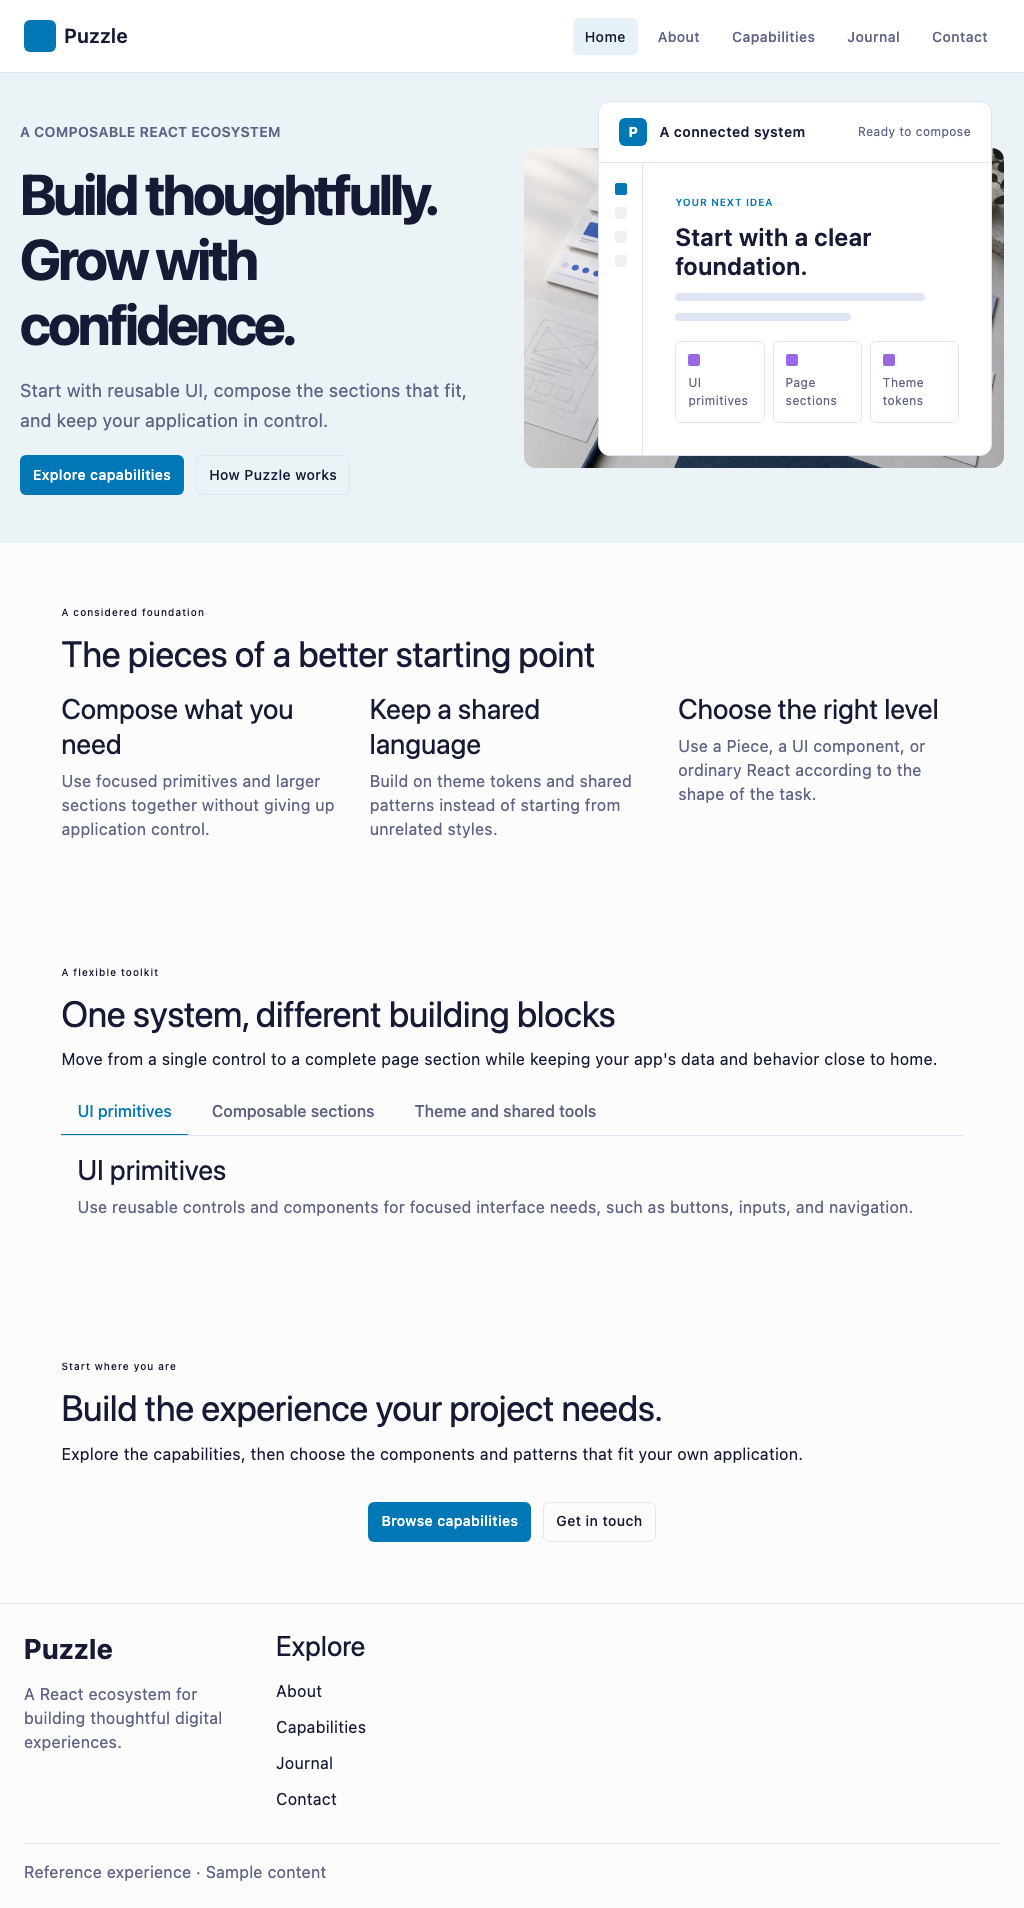 Puzzle
Home
About
Capabilities
Journal
Contact
A COMPOSABLE REACT ECOSYSTEM
Build thoughtfully.
Grow with
confidence.
Start with reusable UI, compose the sections that fit,
and keep your application in control.
Explore capabilities
How Puzzle works
P
A connected system
Ready to compose
YOUR NEXT IDEA
Start with a clear
foundation.
UI
primitives
Page
sections
Theme
tokens
A considered foundation
The pieces of a better starting point
Compose what you
need
Use focused primitives and larger
sections together without giving up
application control.
Keep a shared
language
Build on theme tokens and shared
patterns instead of starting from
unrelated styles.
Choose the right level
Use a Piece, a UI component, or
ordinary React according to the
shape of the task.
A flexible toolkit
One system, different building blocks
Move from a single control to a complete page section while keeping your app's data and behavior close to home.
UI primitives
Composable sections
Theme and shared tools
UI primitives
Use reusable controls and components for focused interface needs, such as buttons, inputs, and navigation.
Start where you are
Build the experience your project needs.
Explore the capabilities, then choose the components and patterns that fit your own application.
Browse capabilities
Get in touch
Puzzle
A React ecosystem for
building thoughtful digital
experiences.
Explore
About
Capabilities
Journal
Contact
Reference experience · Sample content